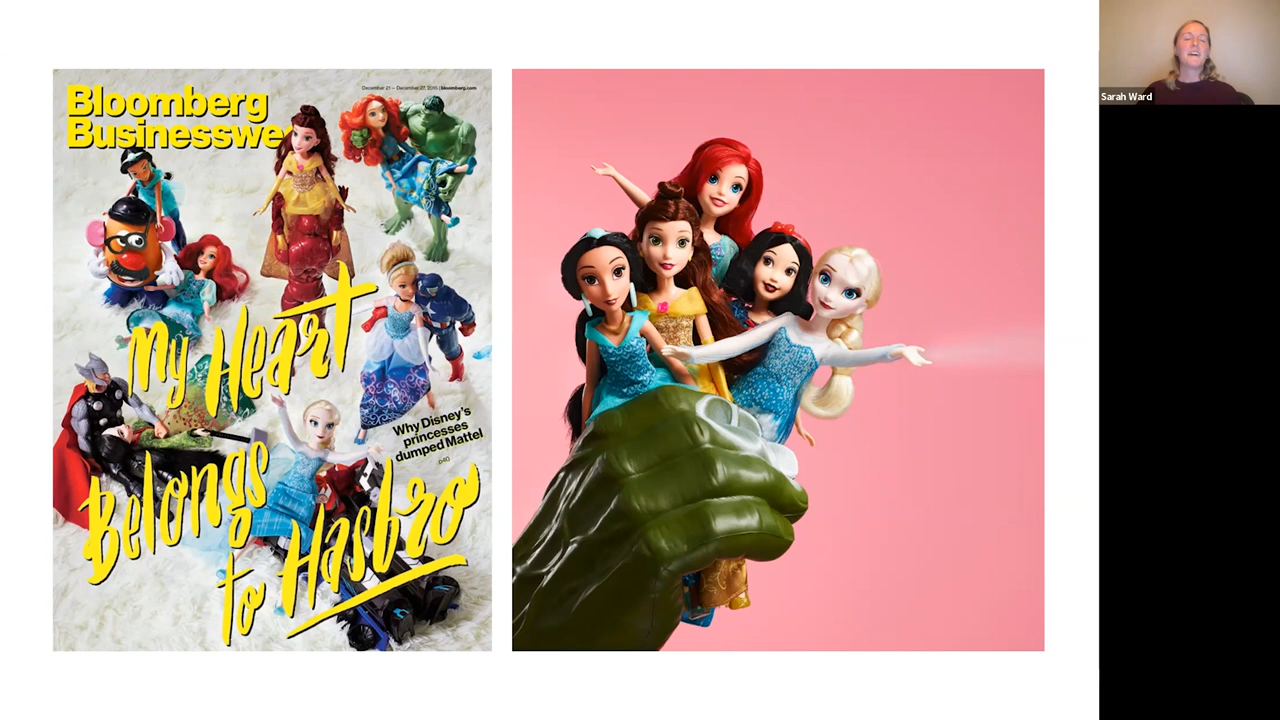 Bloomberg
Businesswe
December 21 — December 27, 2015 | bloomberg.com
My Heart
Belongs
to Hasbro
Why Disney's
princesses
dumped Mattel
p40
Sarah Ward